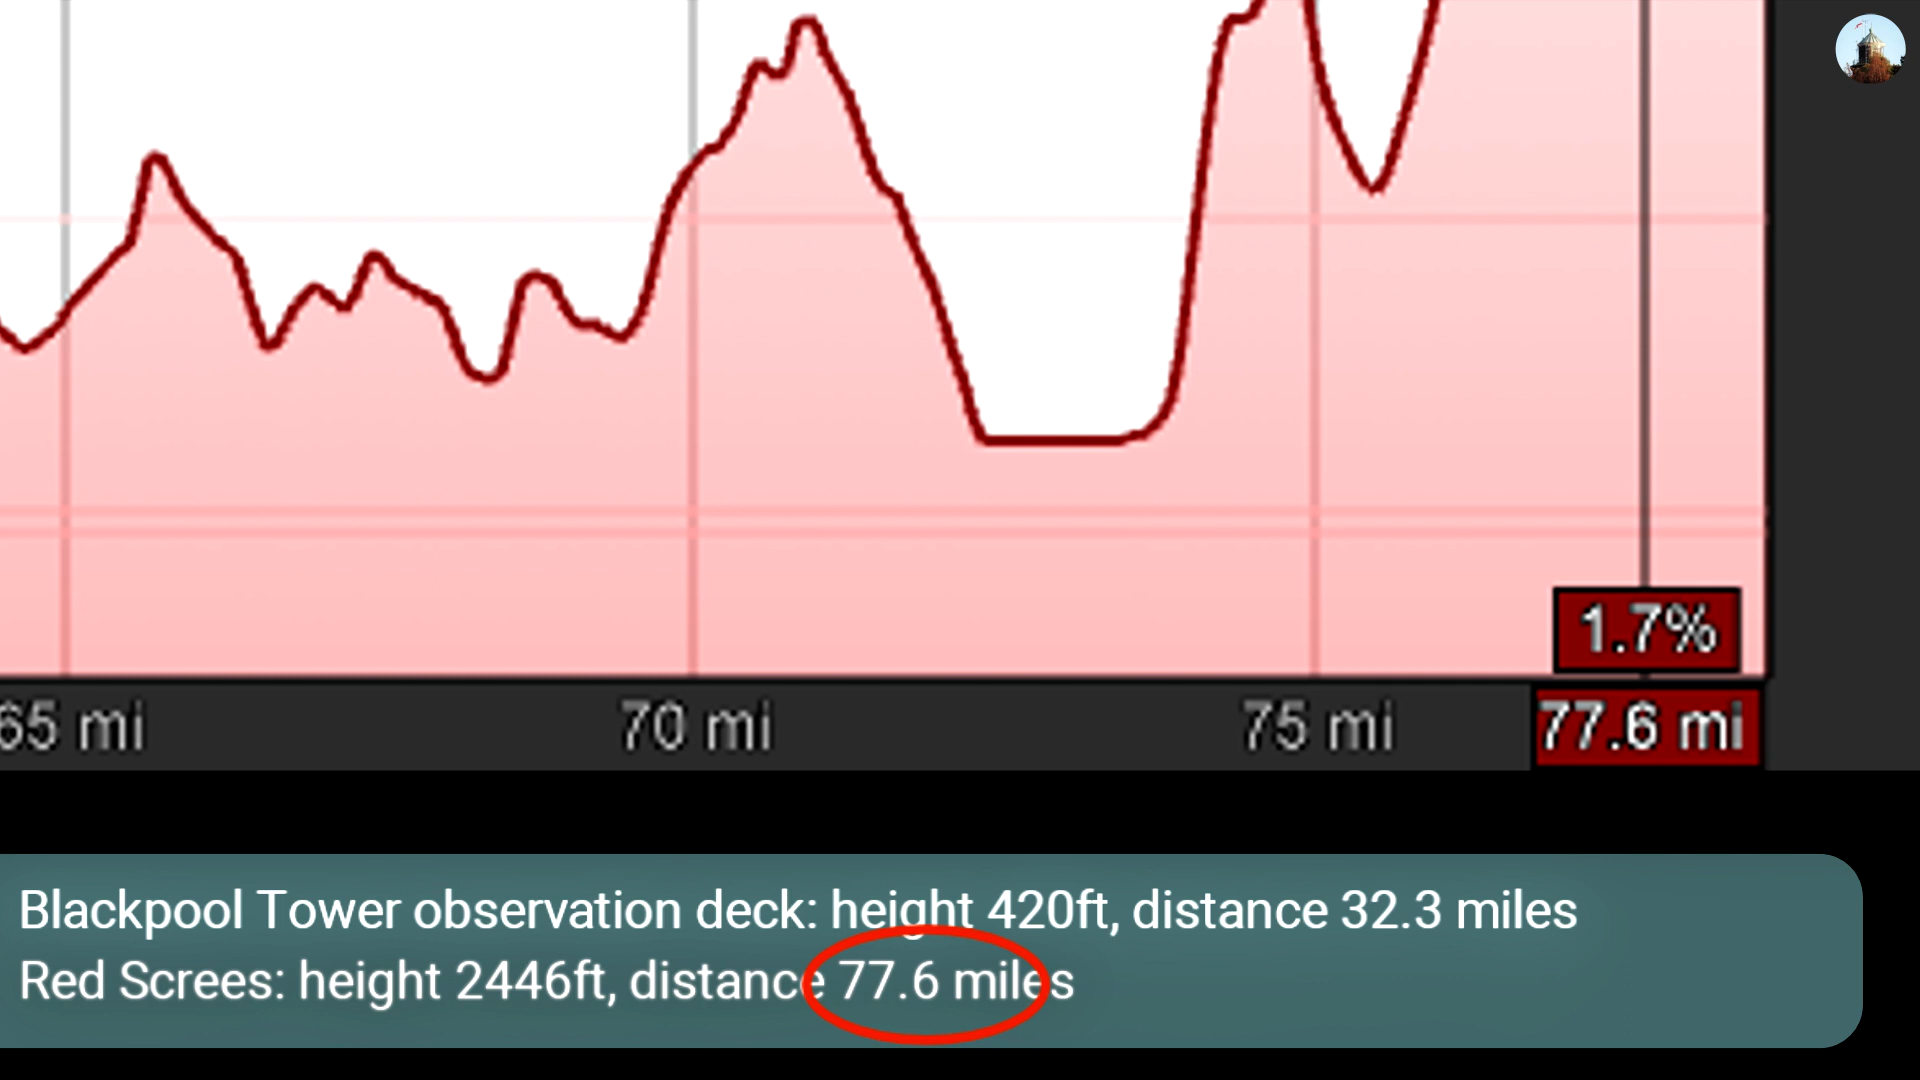 1.7%
65 mi
70 mi
75 mi
77.6 mi
Blackpool Tower observation deck: height 420ft, distance 32.3 miles
Red Screes: height 2446ft, distance 77.6 miles